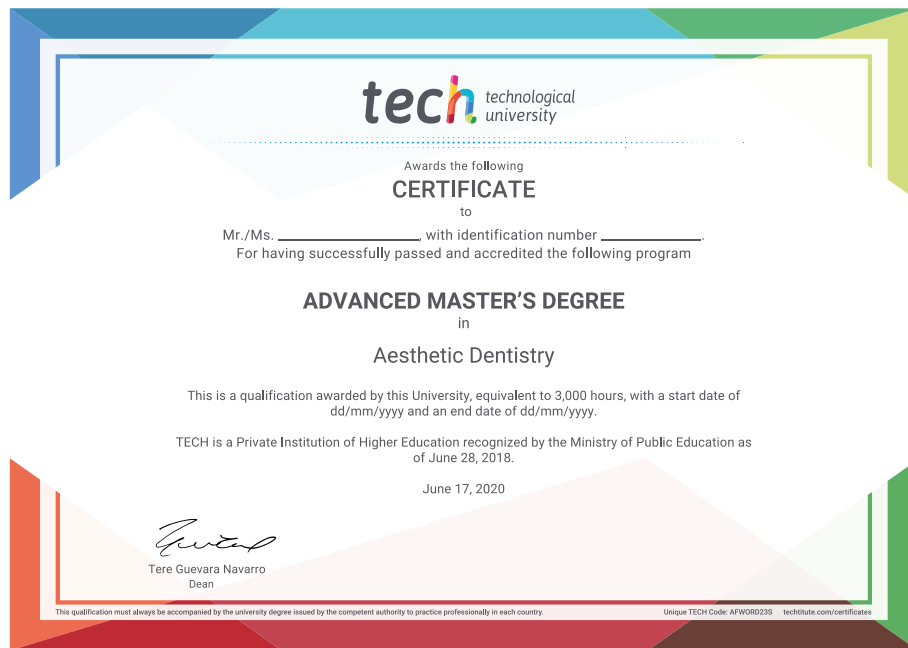 tech technological
university
Awards the following
CERTIFICATE
to
Mr./Ms. ____________________, with identification number ______________.
For having successfully passed and accredited the following program
ADVANCED MASTER'S DEGREE
in
Aesthetic Dentistry
This is a qualification awarded by this University, equivalent to 3,000 hours, with a start date of
dd/mm/yyyy and an end date of dd/mm/yyyy.
TECH is a Private Institution of Higher Education recognized by the Ministry of Public Education as
of June 28, 2018.
June 17, 2020
Tere Guevara Navarro
Dean
This qualification must always be accompanied by the university degree issued by the competent authority to practice professionally in each country. Unique TECH Code: AFWORD23S techtitute.com/certificates